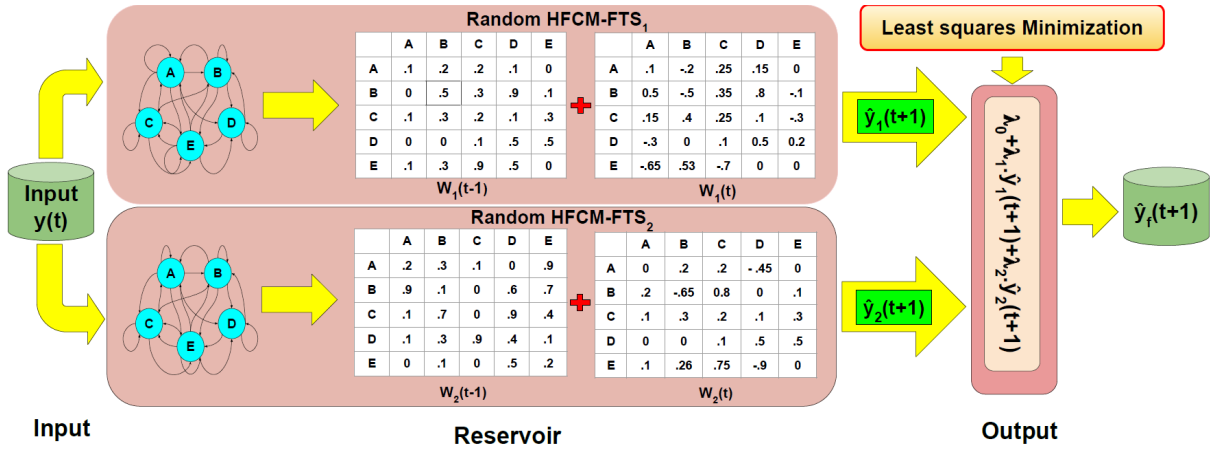 Random HFCM-FTS₁
A B C D E
A .1 .2 .2 .1 0
B 0 .5 .3 .9 .1
C .1 .3 .2 .1 .3
D 0 0 .1 .5 .5
E .1 .3 .9 .5 0
W₁(t-1)
A B C D E
A .1 -.2 .25 .15 0
B 0.5 -.5 .35 .8 -.1
C .15 .4 .25 .1 -.3
D -.3 0 .1 0.5 0.2
E -.65 .53 -.7 0 0
W₁(t)
A
B
C
D
E
Input
y(t)
Random HFCM-FTS₂
A B C D E
A .2 .3 .1 0 .9
B .9 .1 0 .6 .7
C .1 .7 0 .9 .4
D .1 .3 .9 .4 .1
E 0 .1 0 .5 .2
W₂(t-1)
A B C D E
A 0 .2 .2 -.45 0
B .2 -.65 0.8 0 .1
C .1 .3 .2 .1 .3
D 0 0 .1 .5 .5
E .1 .26 .75 -.9 0
W₂(t)
A
B
C
D
E
ŷ₁(t+1)
ŷ₂(t+1)
Least squares Minimization
λ₀+λ₁.ŷ₁(t+1)+λ₂.ŷ₂(t+1)
ŷf(t+1)
Input
Reservoir
Output